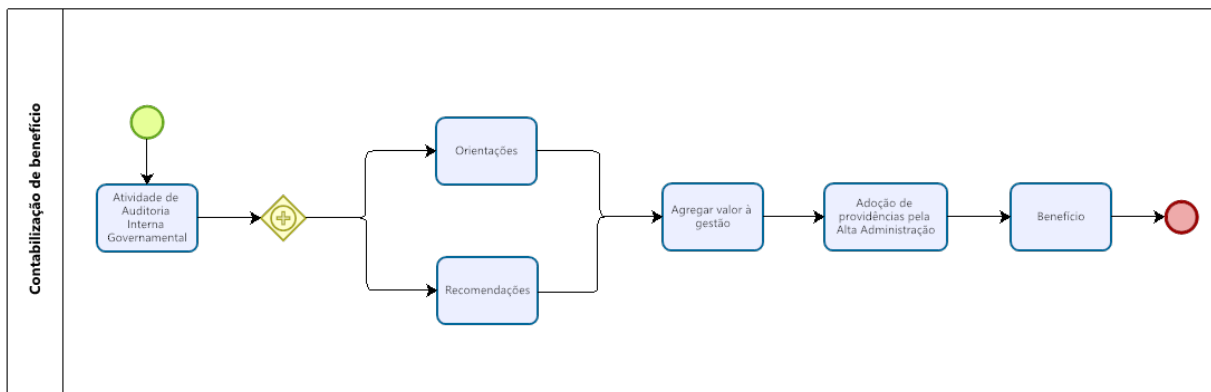 Contabilização de benefício
Atividade de
Auditoria
Interna
Governamental
Orientações
Recomendações
Agregar valor à
gestão
Adoção de
providências pela
Alta Administração
Benefício